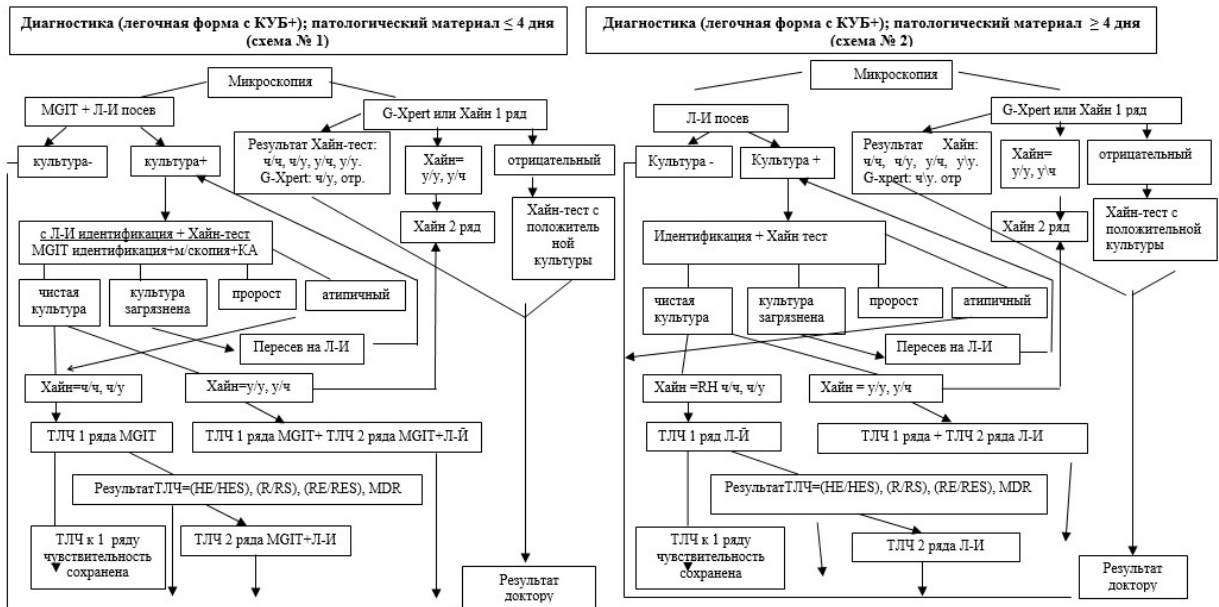 Диагностика (легочная форма с КУБ+); патологический материал ≤ 4 дня
(схема № 1)
Микроскопия
MGIT + Л-И посев
G-Xpert или Хайн 1 ряд
культура-
культура+
Результат Хайн-тест:
ч/ч, ч/у, у/ч, у/у.
G-Xpert: ч/у, отр.
Хайн=
у/у, у/ч
отрицательный
Хайн 2 ряд
Хайн-тест с
положитель
ной
культуры
с Л-И идентификация + Хайн-тест
MGIT идентификация+м/скопия+КА
чистая
культура
культура
загрязнена
пророст
атипичный
Пересев на Л-И
Хайн=ч/ч, ч/у
Хайн=у/у, у/ч
ТЛЧ 1 ряда MGIT
ТЛЧ 1 ряда MGIT+ ТЛЧ 2 ряда MGIT+Л-Й
РезультатТЛЧ=(HE/HES), (R/RS), (RE/RES), MDR
ТЛЧ к 1 ряду
чувствительность
сохранена
ТЛЧ 2 ряда MGIT+Л-И
Результат
доктору
Диагностика (легочная форма с КУБ+); патологический материал ≥ 4 дня
(схема № 2)
Микроскопия
Л-И посев
G-Xpert или Хайн 1 ряд
Культура -
Культура +
Результат Хайн:
ч/ч, ч/у, у/ч, у\у.
G-xpert: ч\у. отр
Хайн=
у/у, у\ч
отрицательный
Хайн 2 ряд
Хайн-тест с
положительной
культуры
Идентификация + Хайн тест
чистая
культура
культура
загрязнена
пророст
атипичный
Пересев на Л-И
Хайн =RH ч/ч, ч/у
Хайн = у/у, у/ч
ТЛЧ 1 ряд Л-Й
ТЛЧ 1 ряда + ТЛЧ 2 ряда Л-И
РезультатТЛЧ=(HE/HES), (R/RS), (RE/RES), MDR
ТЛЧ к 1 ряду
чувствительность
сохранена
ТЛЧ 2 ряда Л-И
Результат
доктору